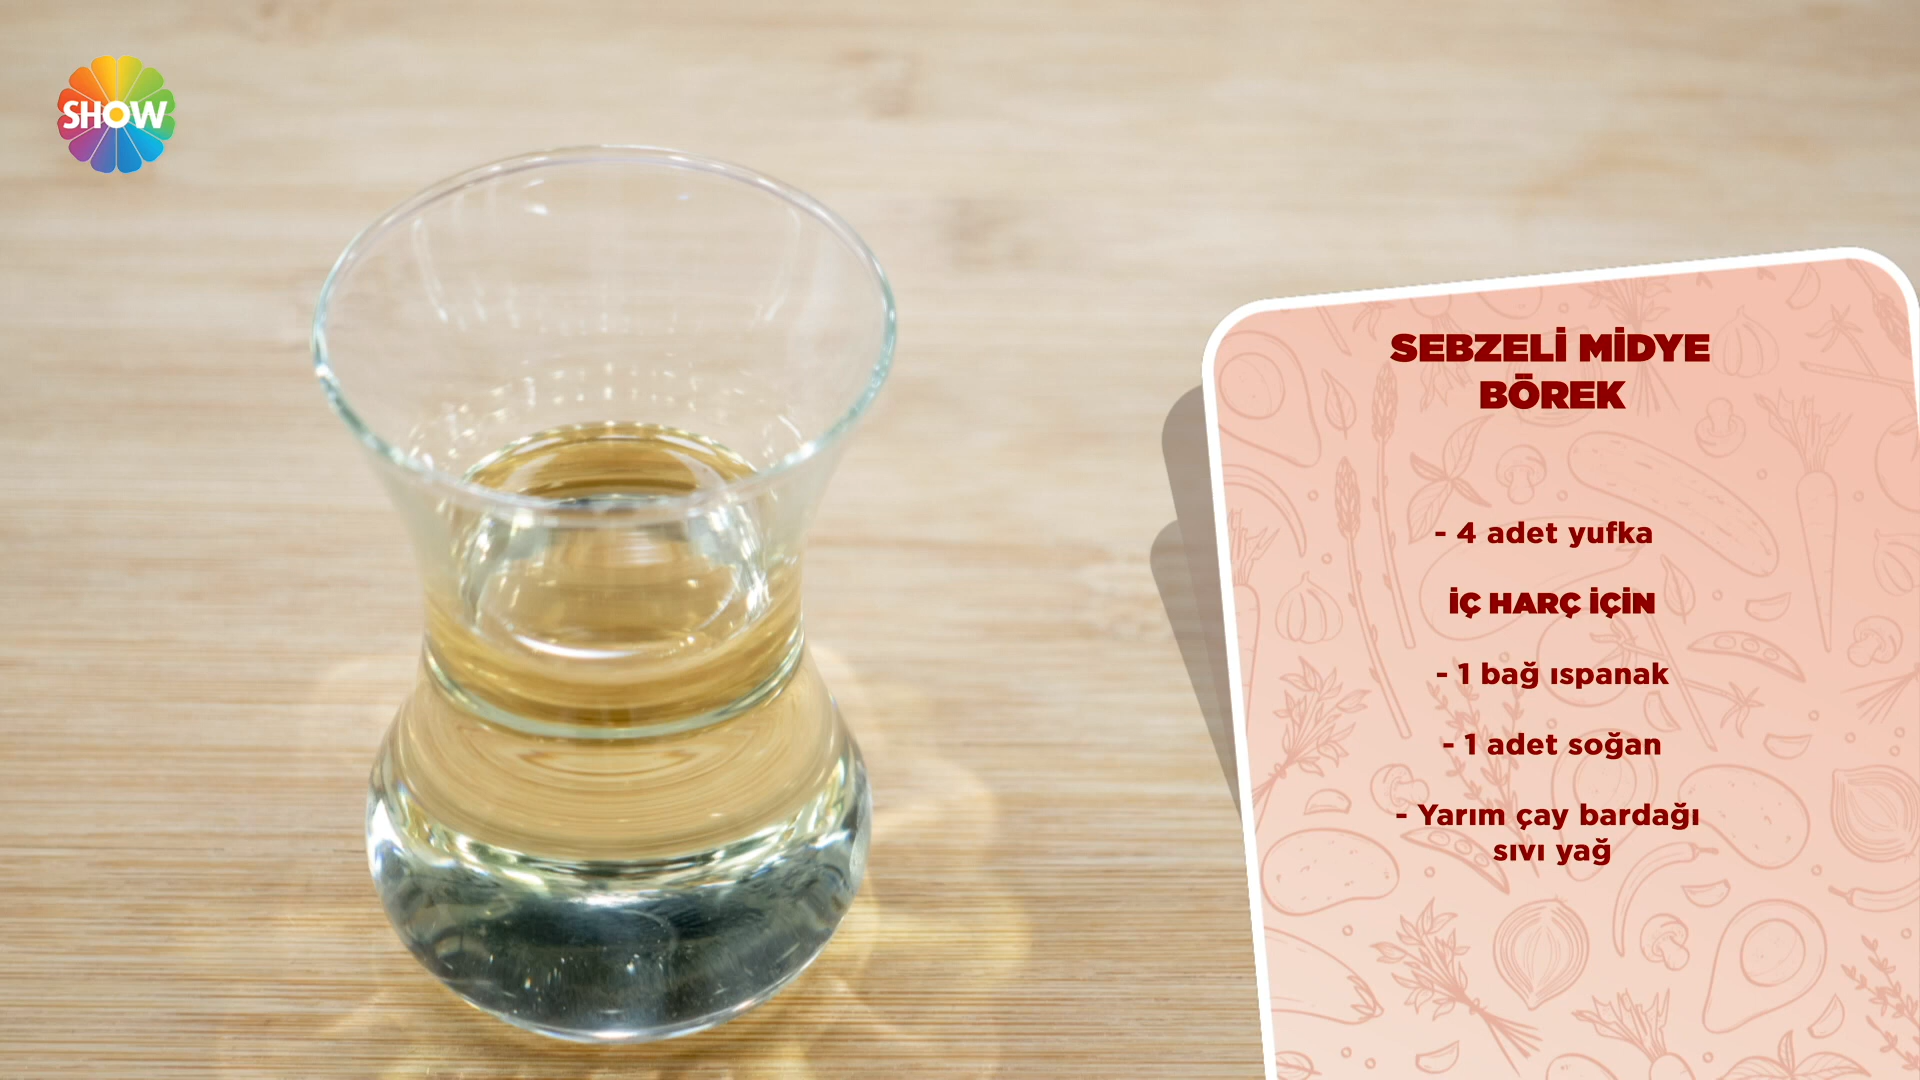 SHOW
SEBZELİ MİDYE
BÖREK
- 4 adet yufka
İÇ HARÇ İÇİN
- 1 bağ ıspanak
- 1 adet soğan
- Yarım çay bardağı
sıvı yağ